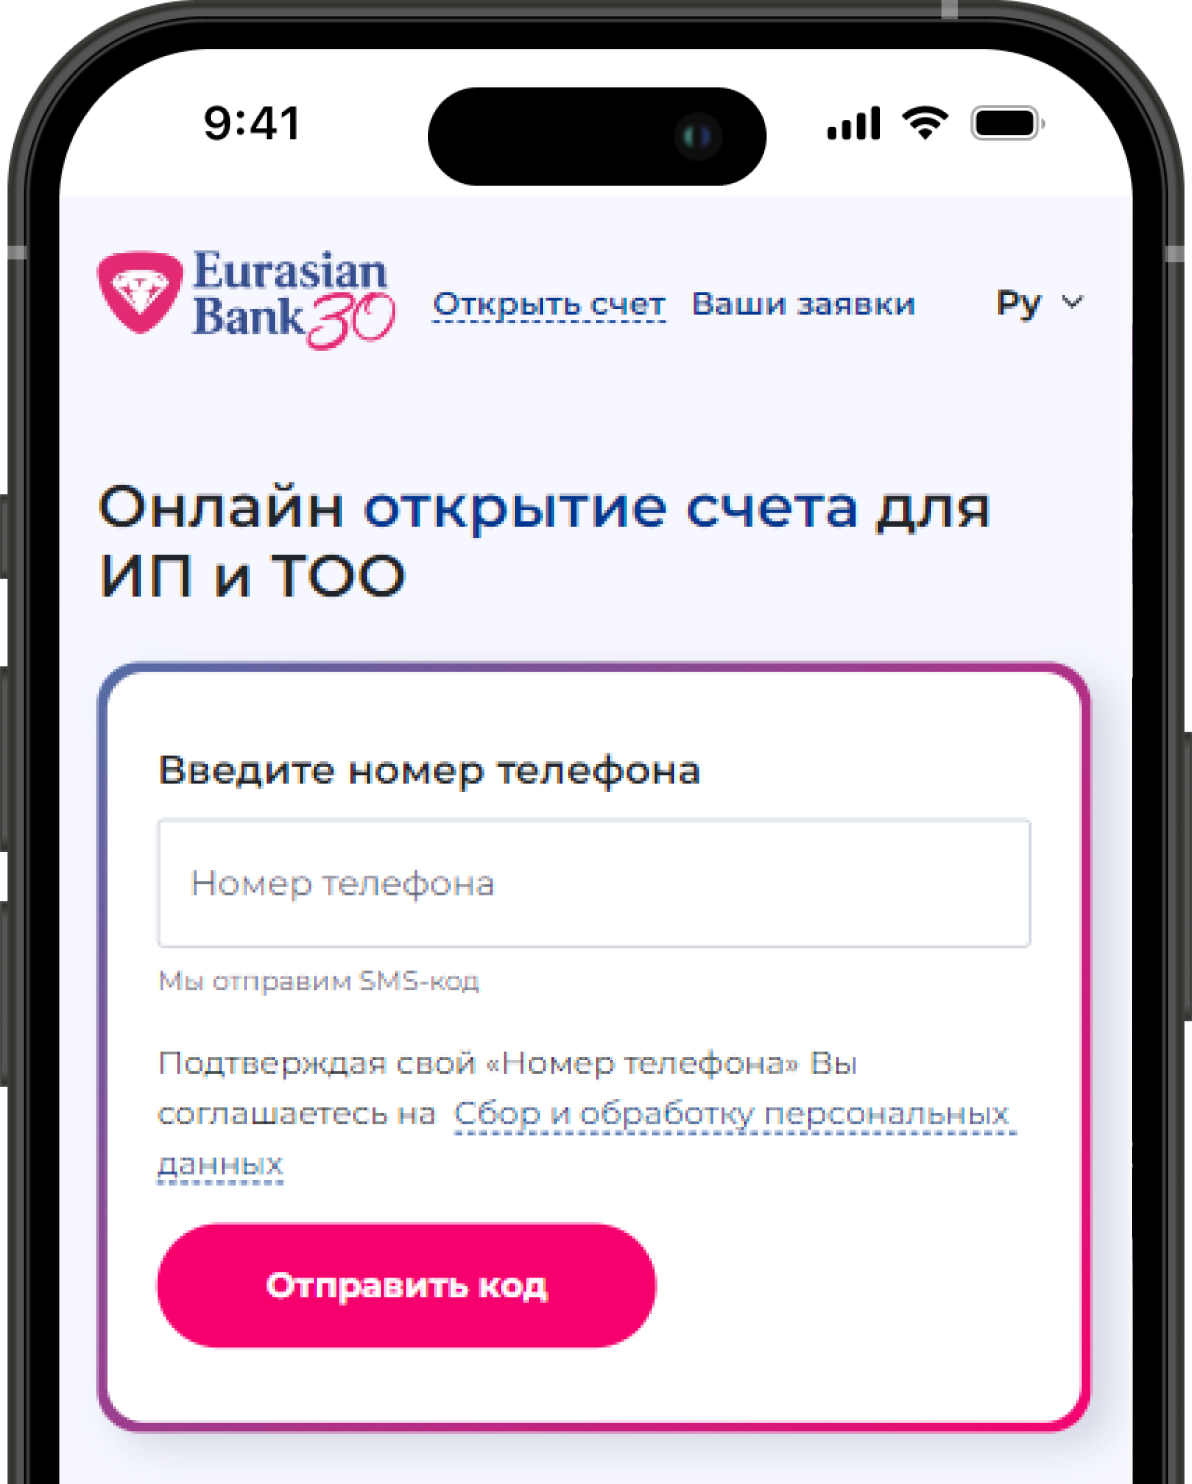 9:41
Eurasian
Bank 30
Открыть счет Ваши заявки Ру
Онлайн открытие счета для
ИП и ТОО
Введите номер телефона
Номер телефона
Мы отправим SMS-код
Подтверждая свой «Номер телефона» Вы
соглашаетесь на Сбор и обработку персональных
данных
Отправить код